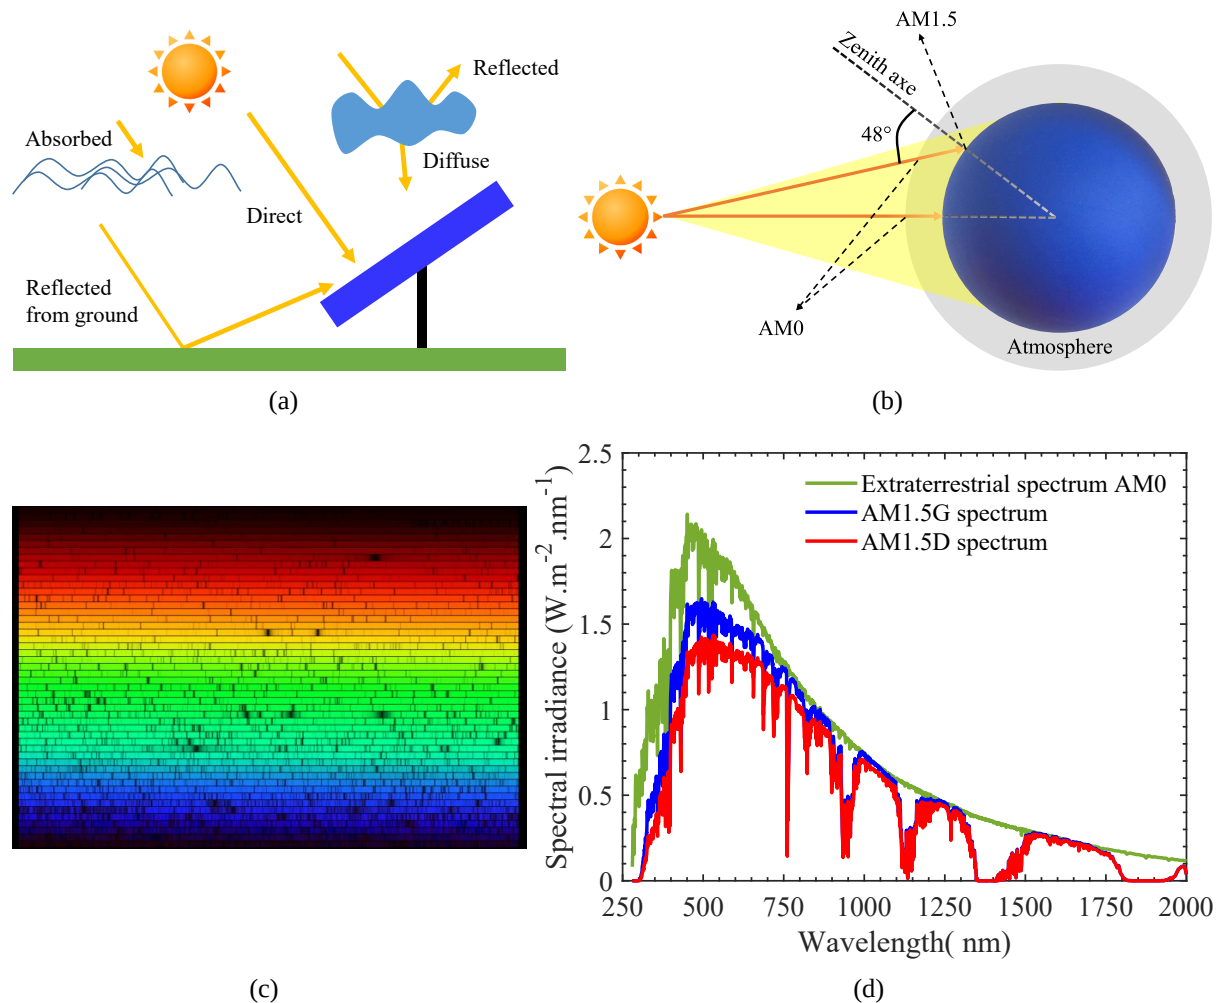 Reflected
Absorbed
Diffuse
Direct
Reflected
from ground
(a)
AM1.5
Zenith axe
48°
AM0
Atmosphere
(b)
(c)
Spectral irradiance (W.m-2.nm-1)
2.5
2
1.5
1
0.5
0
Extraterrestrial spectrum AM0
AM1.5G spectrum
AM1.5D spectrum
250 500 750 1000 1250 1500 1750 2000
Wavelength( nm)
(d)